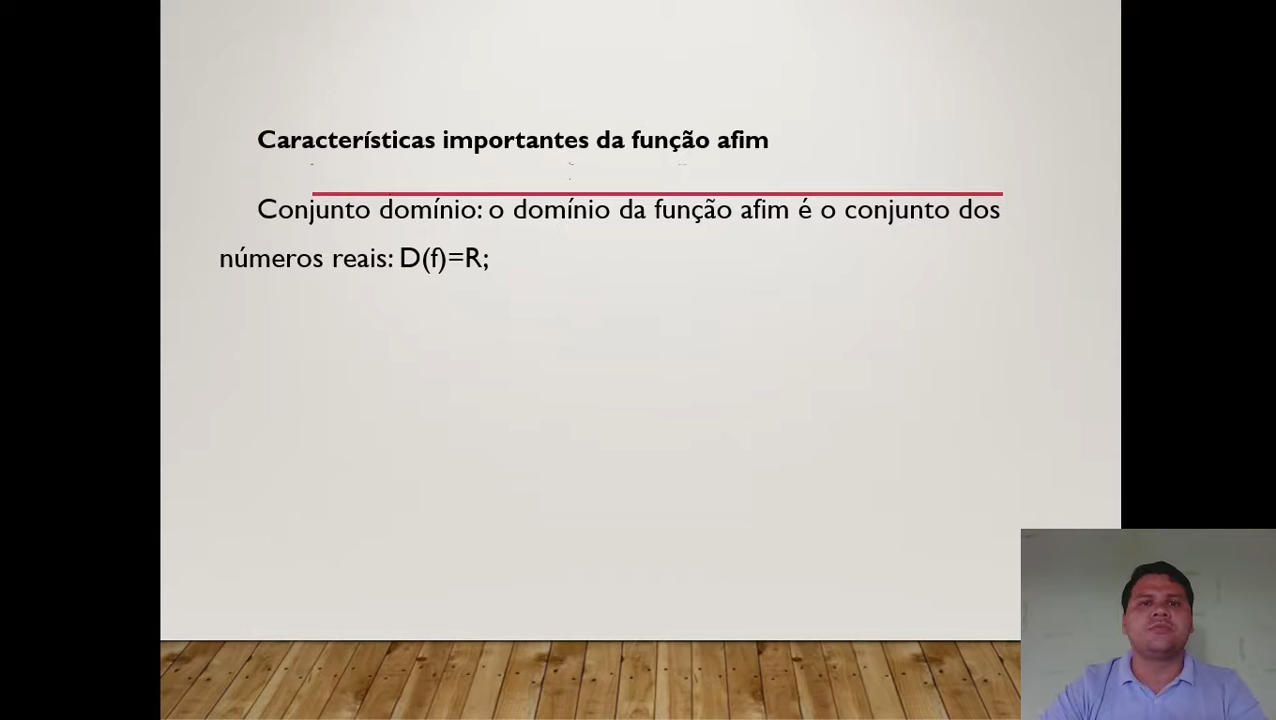 Características importantes da função afim
Conjunto domínio: o domínio da função afim é o conjunto dos
números reais: D(f)=R;